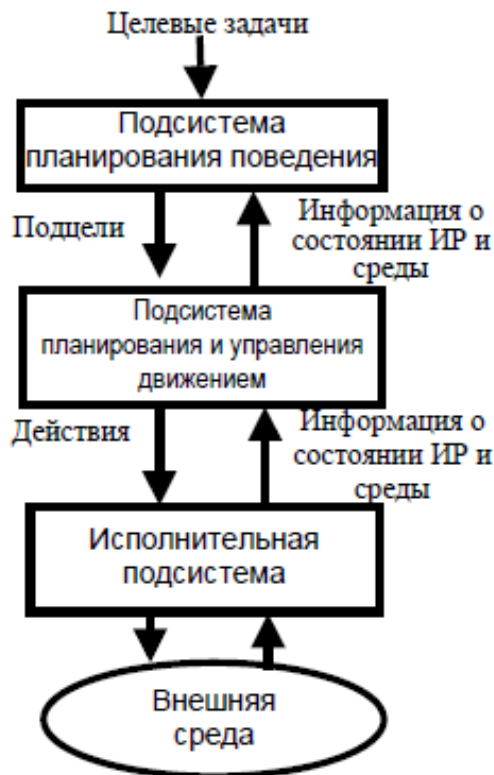 Целевые задачи
Подсистема
планирования поведения
Подцели
Информация о
состоянии ИР и
среды
Подсистема
планирования и управления
движением
Действия
Информация о
состоянии ИР и
среды
Исполнительная
подсистема
Внешняя
среда